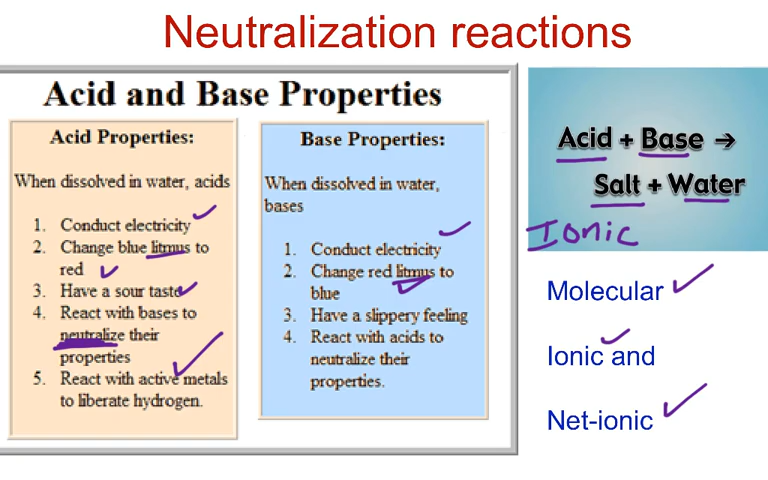 Neutralization reactions
Acid and Base Properties
Acid Properties:
When dissolved in water, acids
1. Conduct electricity
2. Change blue litmus to
red
3. Have a sour taste
4. React with bases to
neutralize their
properties
5. React with active metals
to liberate hydrogen.
Base Properties:
When dissolved in water,
bases
1. Conduct electricity
2. Change red litmus to
blue
3. Have a slippery feeling
4. React with acids to
neutralize their
properties.
Acid + Base →
Salt + Water
Ionic
Molecular
Ionic and
Net-ionic